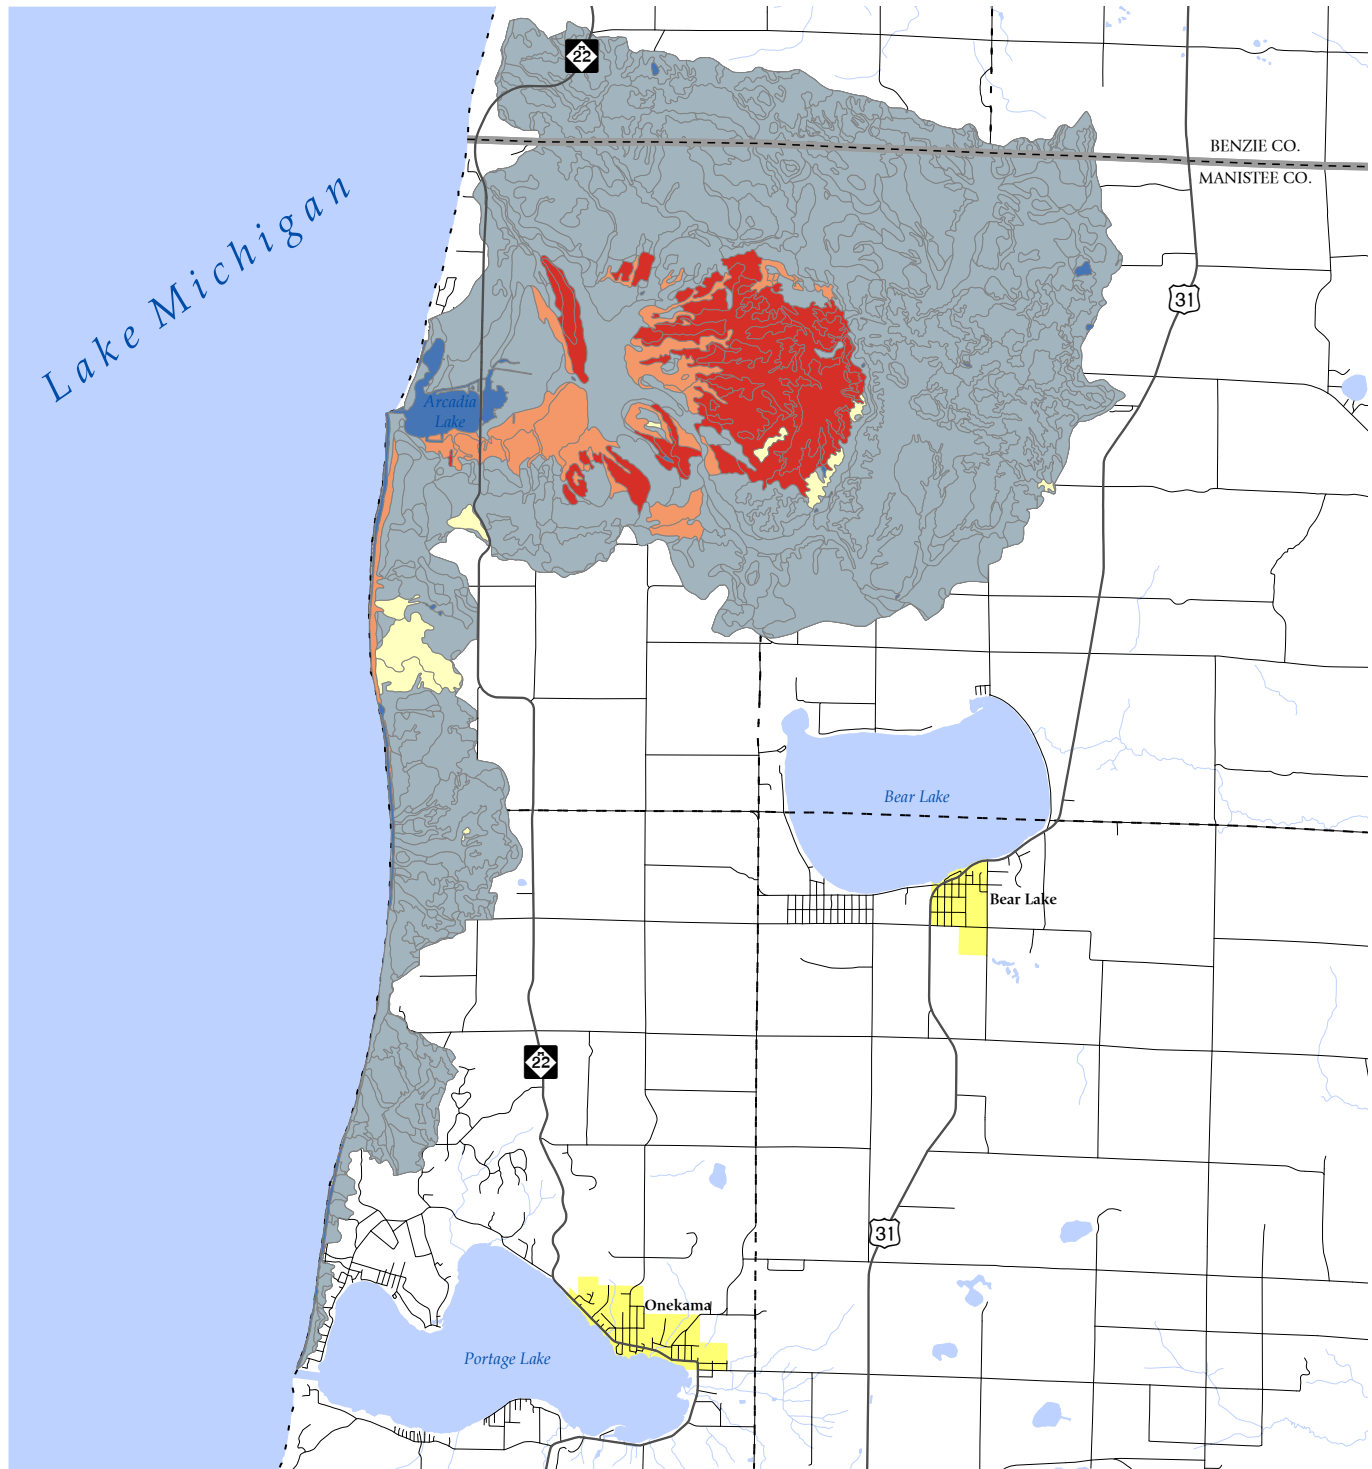 M
22
BENZIE CO.
MANISTEE CO.
Lake Michigan
31
Arcadia
Lake
Bear Lake
Bear Lake
M
22
31
Onekama
Portage Lake